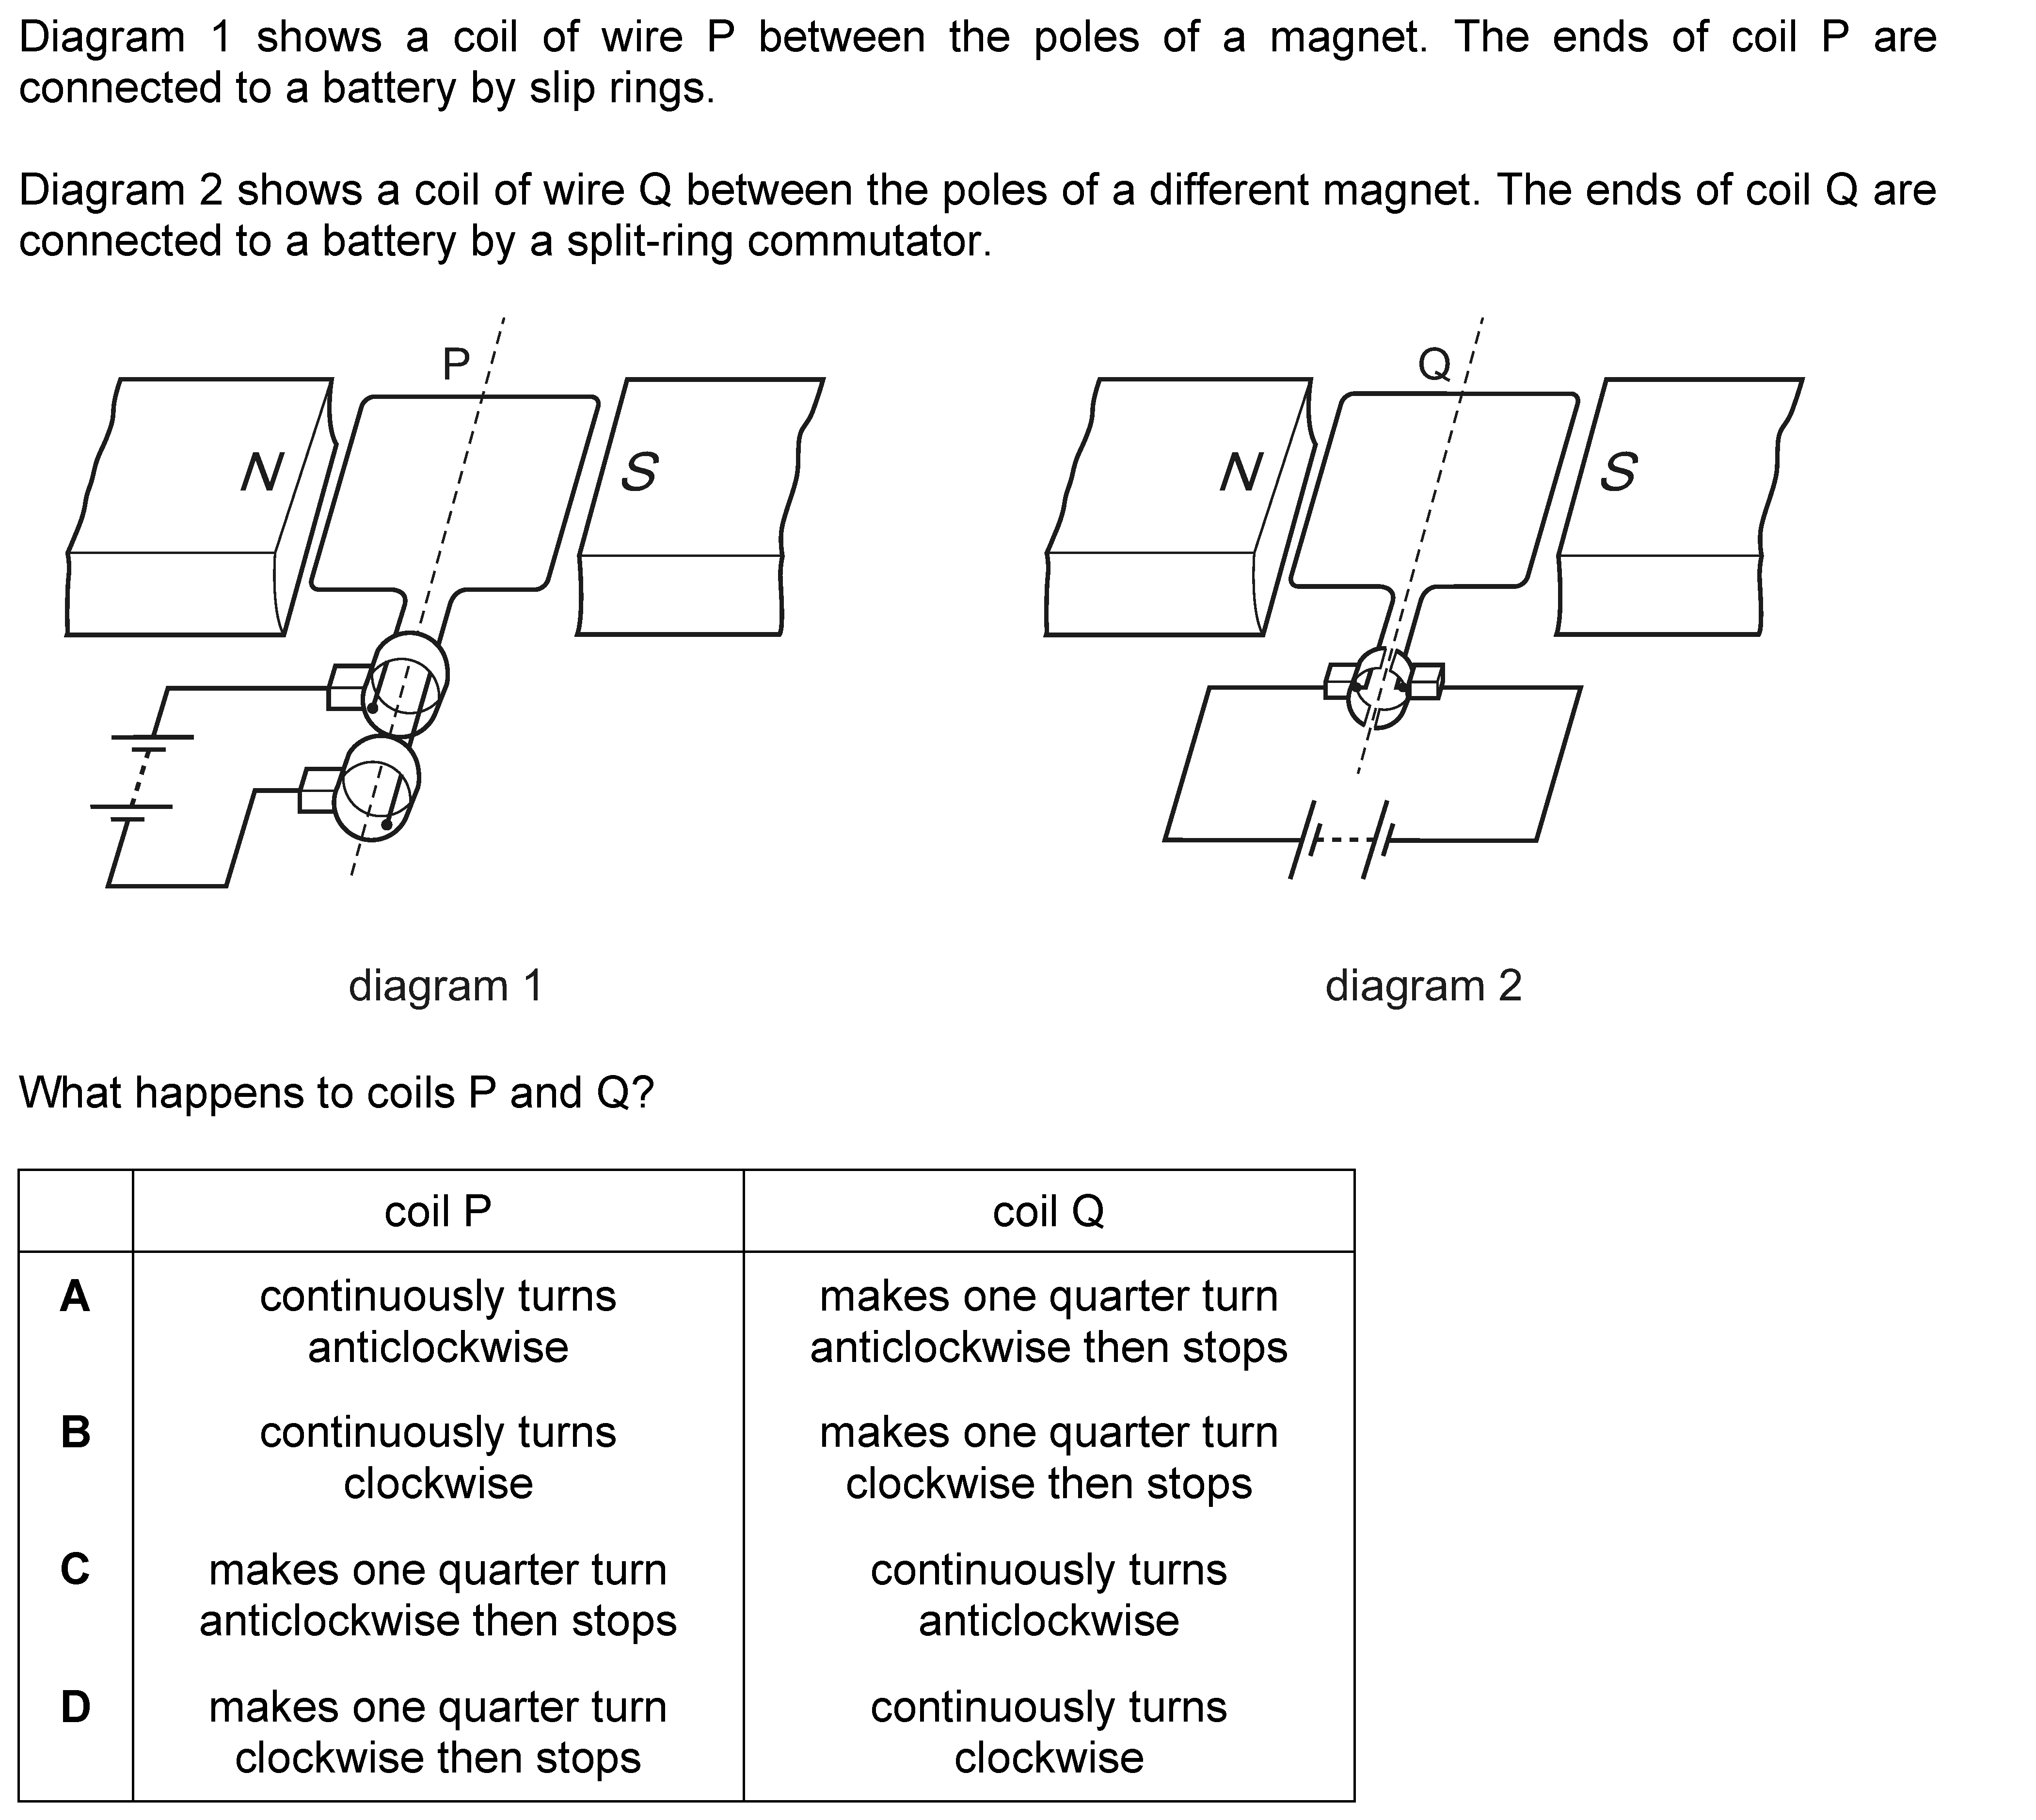 Diagram 1 shows a coil of wire P between the poles of a magnet. The ends of coil P are
connected to a battery by slip rings.
Diagram 2 shows a coil of wire Q between the poles of a different magnet. The ends of coil Q are
connected to a battery by a split-ring commutator.
P
N
S
Q
N
S
diagram 1
diagram 2
What happens to coils P and Q?
coil P
coil Q
A
continuously turns
anticlockwise
makes one quarter turn
anticlockwise then stops
B
continuously turns
clockwise
makes one quarter turn
clockwise then stops
C
makes one quarter turn
anticlockwise then stops
continuously turns
anticlockwise
D
makes one quarter turn
clockwise then stops
continuously turns
clockwise